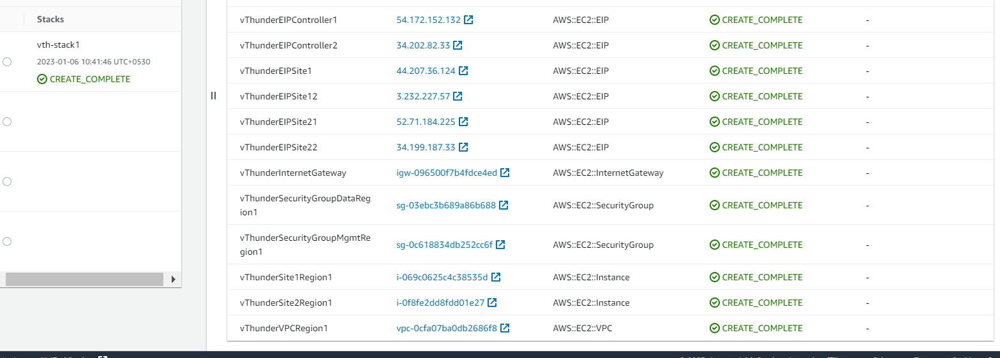 Stacks
vth-stack1
2023-01-06 10:41:46 UTC+0530
CREATE_COMPLETE
vThunderEIPController1 54.172.152.132 AWS::EC2::EIP CREATE_COMPLETE -
vThunderEIPController2 34.202.82.33 AWS::EC2::EIP CREATE_COMPLETE -
vThunderEIPSite1 44.207.36.124 AWS::EC2::EIP CREATE_COMPLETE -
vThunderEIPSite12 3.232.227.57 AWS::EC2::EIP CREATE_COMPLETE -
vThunderEIPSite21 52.71.184.225 AWS::EC2::EIP CREATE_COMPLETE -
vThunderEIPSite22 34.199.187.33 AWS::EC2::EIP CREATE_COMPLETE -
vThunderInternetGateway igw-096500f7b4fdce4ed AWS::EC2::InternetGateway CREATE_COMPLETE -
vThunderSecurityGroupDataReg
ion1 sg-03ebc3b689a86b688 AWS::EC2::SecurityGroup CREATE_COMPLETE -
vThunderSecurityGroupMgmtRe
gion1 sg-0c618834db252cc6f AWS::EC2::SecurityGroup CREATE_COMPLETE -
vThunderSite1Region1 i-069c0625c4c38535d AWS::EC2::Instance CREATE_COMPLETE -
vThunderSite2Region1 i-0f8fe2dd8fdd01e27 AWS::EC2::Instance CREATE_COMPLETE -
vThunderVPCRegion1 vpc-0cfa07ba0db2686f8 AWS::EC2::VPC CREATE_COMPLETE -